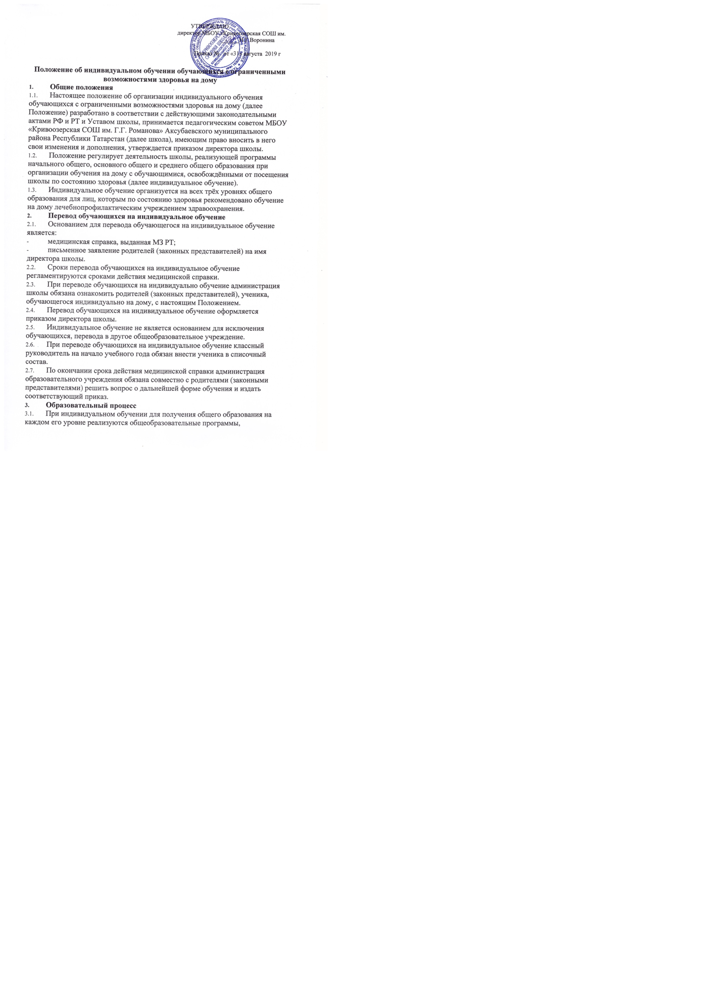 УТВЕРЖДАЮ
директор МБОУ «Кривоозерская СОШ им.
Н.Г. Воронина
Приказ № от «31» августа 2019 г
КРИВООЗЕРСКАЯ
СРЕДНЯЯ ШКОЛА
Положение об индивидуальном обучении обучающихся с ограниченными
возможностями здоровья на дому
1. Общие положения
1.1. Настоящее положение об организации индивидуального обучения
обучающихся с ограниченными возможностями здоровья на дому (далее
Положение) разработано в соответствии с действующими законодательными
актами РФ и РТ и Уставом школы, принимается педагогическим советом МБОУ
«Кривоозерская СОШ им. Г.Г. Романова» Аксубаевского муниципального
района Республики Татарстан (далее школа), имеющим право вносить в него
свои изменения и дополнения, утверждается приказом директора школы.
1.2. Положение регулирует деятельность школы, реализующей программы
начального общего, основного общего и среднего общего образования при
организации обучения на дому с обучающимися, освобождёнными от посещения
школы по состоянию здоровья (далее индивидуальное обучение).
1.3. Индивидуальное обучение организуется на всех трёх уровнях общего
образования для лиц, которым по состоянию здоровья рекомендовано обучение
на дому лечебнопрофилактическим учреждением здравоохранения.
2. Перевод обучающихся на индивидуальное обучение
2.1. Основанием для перевода обучающегося на индивидуальное обучение
является:
- медицинская справка, выданная МЗ РТ;
- письменное заявление родителей (законных представителей) на имя
директора школы.
2.2. Сроки перевода обучающихся на индивидуальное обучение
регламентируются сроками действия медицинской справки.
2.3. При переводе обучающихся на индивидуально обучение администрация
школы обязана ознакомить родителей (законных представителей), ученика,
обучающегося индивидуально на дому, с настоящим Положением.
2.4. Перевод обучающихся на индивидуальное обучение оформляется
приказом директора школы.
2.5. Индивидуальное обучение не является основанием для исключения
обучающихся, перевода в другое общеобразовательное учреждение.
2.6. При переводе обучающихся на индивидуальное обучение классный
руководитель на начало учебного года обязан внести ученика в списочный
состав.
2.7. По окончании срока действия медицинской справки администрация
образовательного учреждения обязана совместно с родителями (законными
представителями) решить вопрос о дальнейшей форме обучения и издать
соответствующий приказ.
3. Образовательный процесс
3.1. При индивидуальном обучении для получения общего образования на
каждом его уровне реализуются общеобразовательные программы,